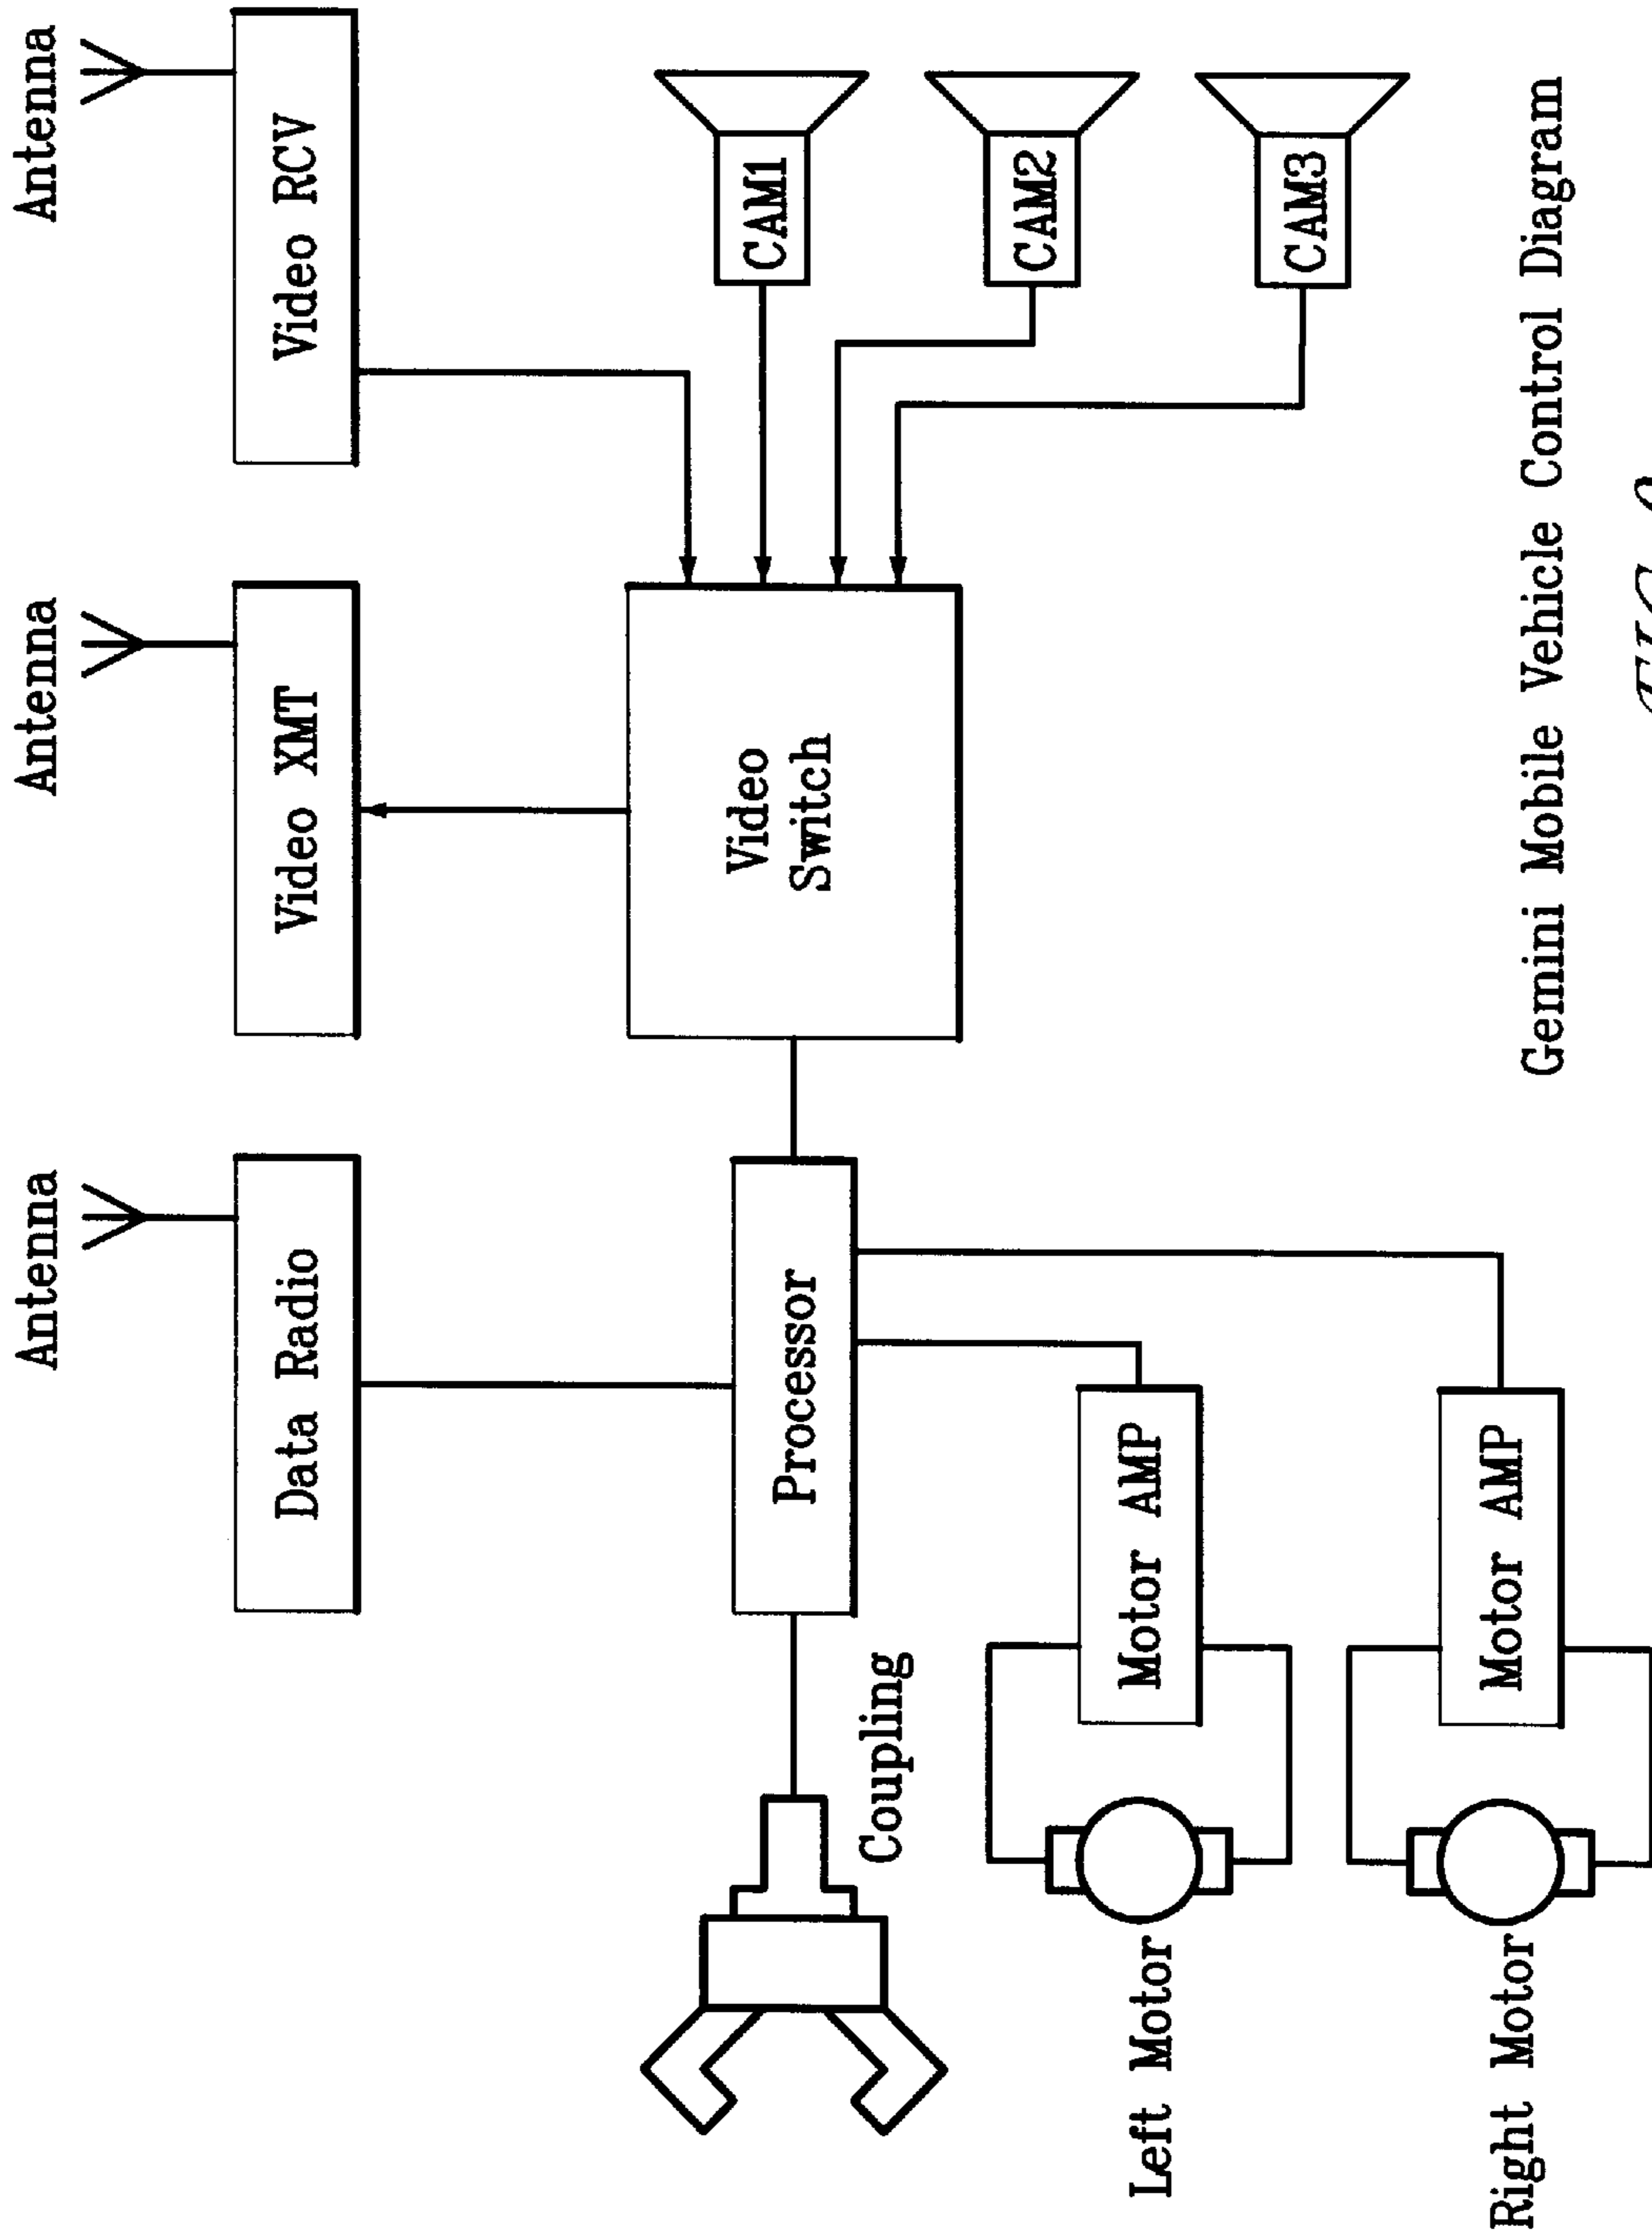 Antenna
Antenna
Antenna
Data Radio
Video XMT
Video RCV
Processor
Video
Switch
CAM1
Coupling
CAM2
Left Motor
Motor AMP
CAM3
Right Motor
Motor AMP
Gemini Mobile Vehicle Control Diagram
FIG.